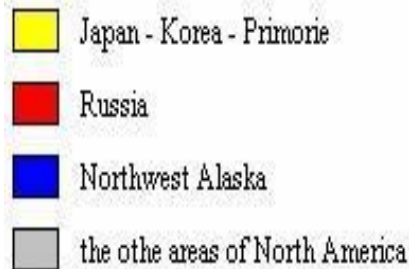 Japan - Korea - Primorie
Russia
Northwest Alaska
the othe areas of North America